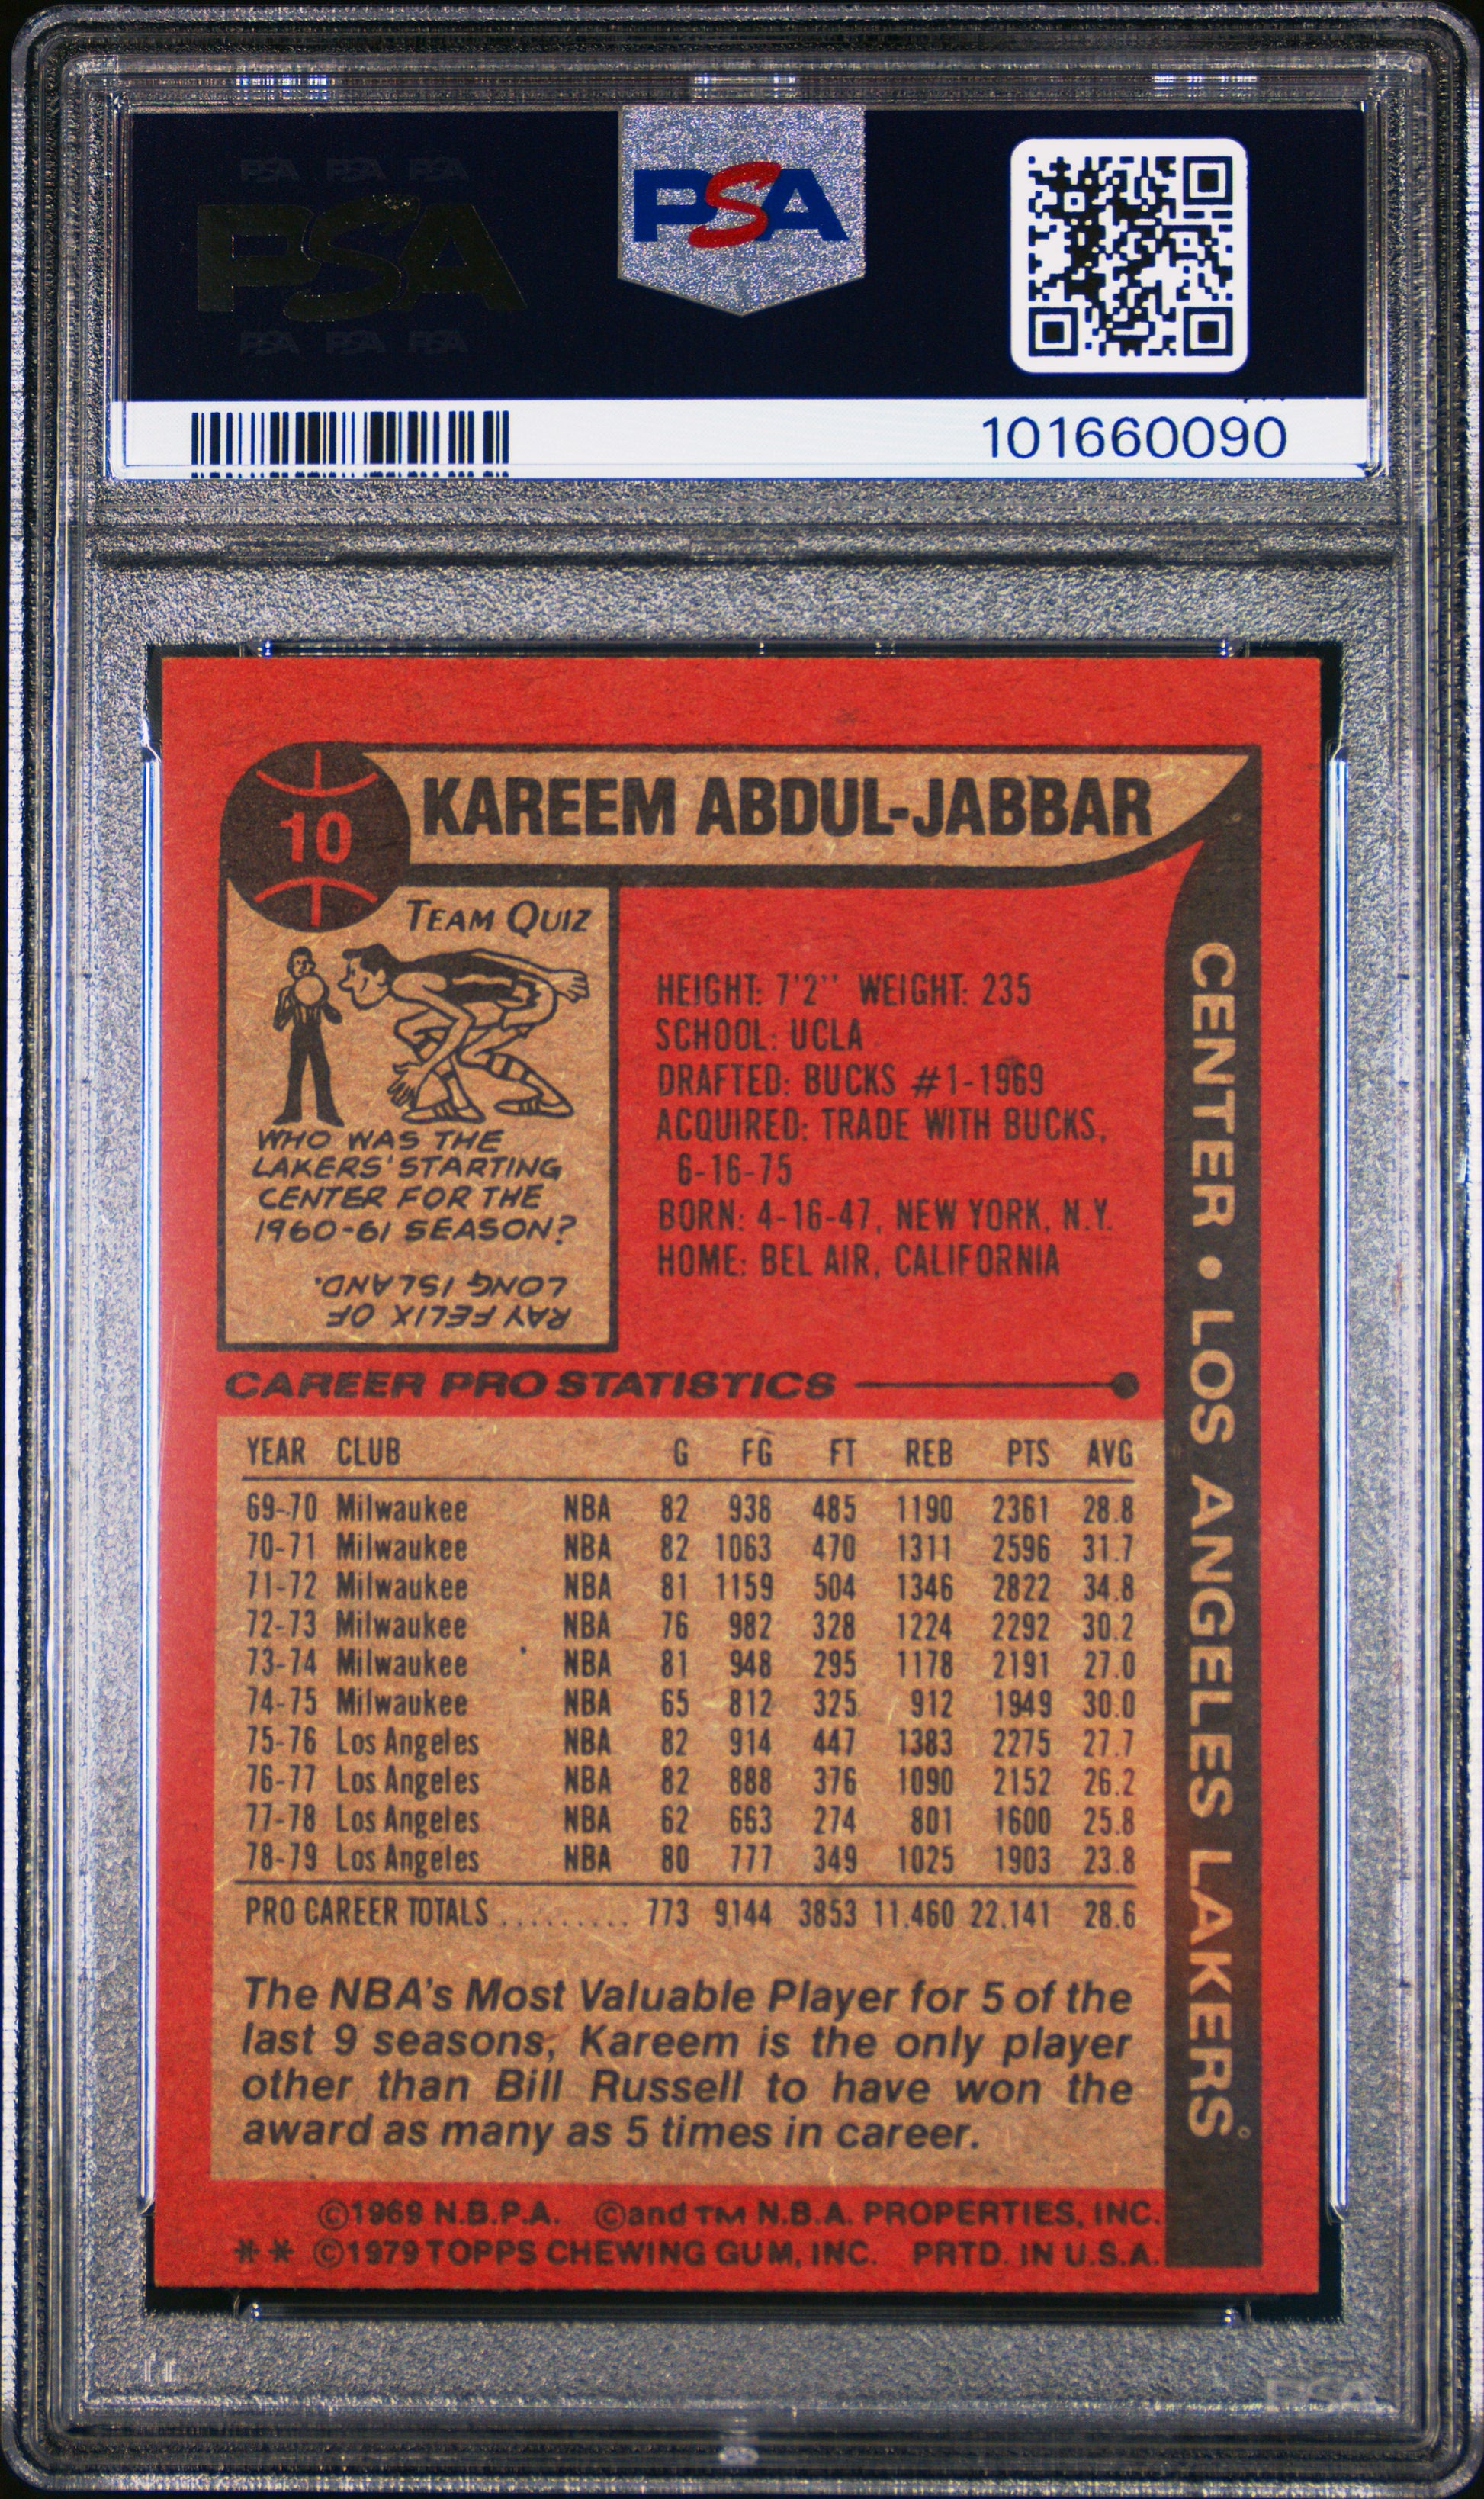 PSA PSA PSA
PSA
PSA PSA PSA
PSA
101660090
10
KAREEM ABDUL-JABBAR
TEAM QUIZ
WHO WAS THE
LAKERS' STARTING
CENTER FOR THE
1960-61 SEASON?
RAY FELIX OF
LONG ISLAND.
HEIGHT: 7'2" WEIGHT: 235
SCHOOL: UCLA
DRAFTED: BUCKS #1-1969
ACQUIRED: TRADE WITH BUCKS,
6-16-75
BORN: 4-16-47, NEW YORK, N.Y.
HOME: BEL AIR, CALIFORNIA
CENTER • LOS ANGELES LAKERS
CAREER PRO STATISTICS
YEAR CLUB G FG FT REB PTS AVG
69-70 Milwaukee NBA 82 938 485 1190 2361 28.8
70-71 Milwaukee NBA 82 1063 470 1311 2596 31.7
71-72 Milwaukee NBA 81 1159 504 1346 2822 34.8
72-73 Milwaukee NBA 76 982 328 1224 2292 30.2
73-74 Milwaukee NBA 81 948 295 1178 2191 27.0
74-75 Milwaukee NBA 65 812 325 912 1949 30.0
75-76 Los Angeles NBA 82 914 447 1383 2275 27.7
76-77 Los Angeles NBA 82 888 376 1090 2152 26.2
77-78 Los Angeles NBA 62 663 274 801 1600 25.8
78-79 Los Angeles NBA 80 777 349 1025 1903 23.8
PRO CAREER TOTALS ......... 773 9144 3853 11,460 22,141 28.6
The NBA's Most Valuable Player for 5 of the
last 9 seasons, Kareem is the only player
other than Bill Russell to have won the
award as many as 5 times in career.
©1969 N.B.P.A. ©and TM N.B.A. PROPERTIES, INC.
** ©1979 TOPPS CHEWING GUM, INC. PRTD. IN U.S.A.
PSA